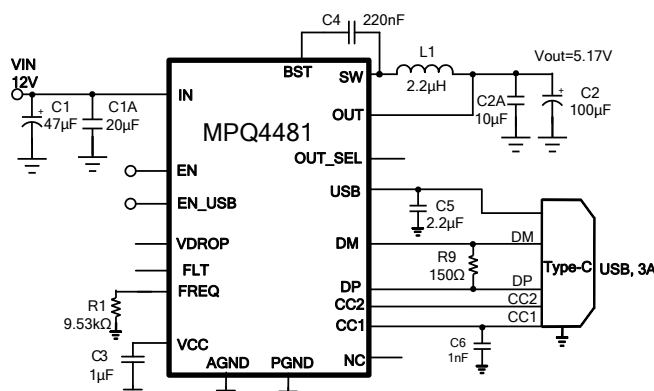 C4 220nF
VIN
12V
BST
SW
L1
2.2µH
Vout=5.17V
C1
47µF
C1A
20µF
IN
MPQ4481
OUT
C2A
10µF
C2
100µF
OUT_SEL
EN
USB
EN_USB
C5
2.2µF
VDROP
DM
DM
R9
150Ω
Type-C
USB, 3A
FLT
FREQ
DP
DP
R1
9.53kΩ
CC2
CC2
CC1
CC1
VCC
C3
1µF
C6
1nF
AGND
PGND
NC